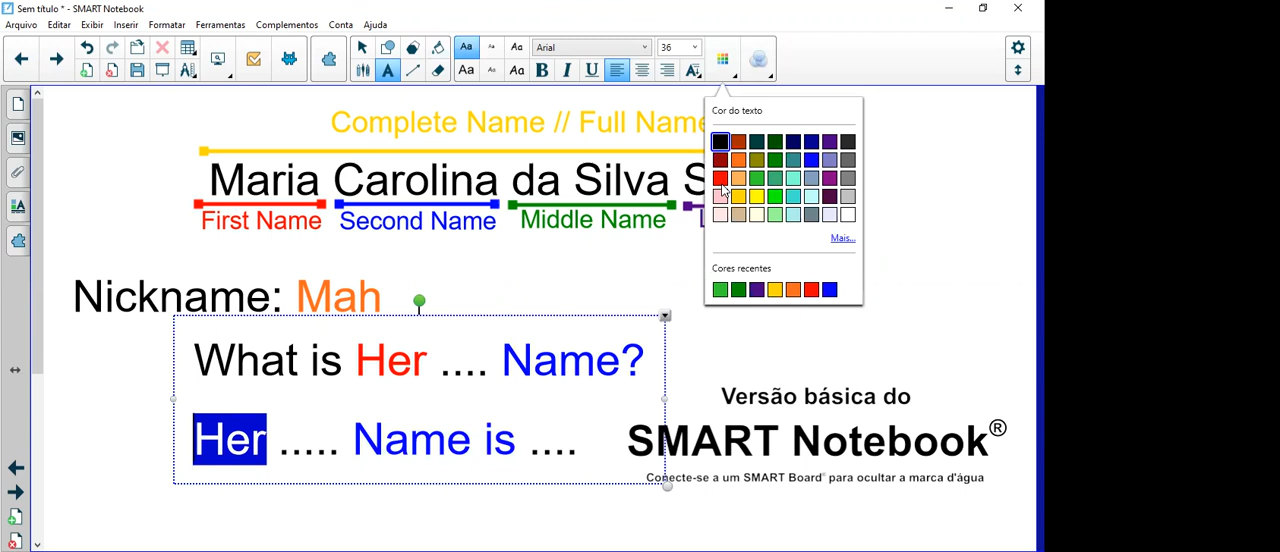 Sem título * - SMART Notebook
Arquivo Editar Exibir Inserir Formatar Ferramentas Complementos Conta Ajuda
Arial 36
Cor do texto
Mais...
Cores recentes
Complete Name // Full Name
Maria Carolina da Silva S
First Name Second Name Middle Name L
Nickname: Mah
What is Her .... Name?
Her ..... Name is ....
Versão básica do
SMART Notebook®
Conecte-se a um SMART Board® para ocultar a marca d'água